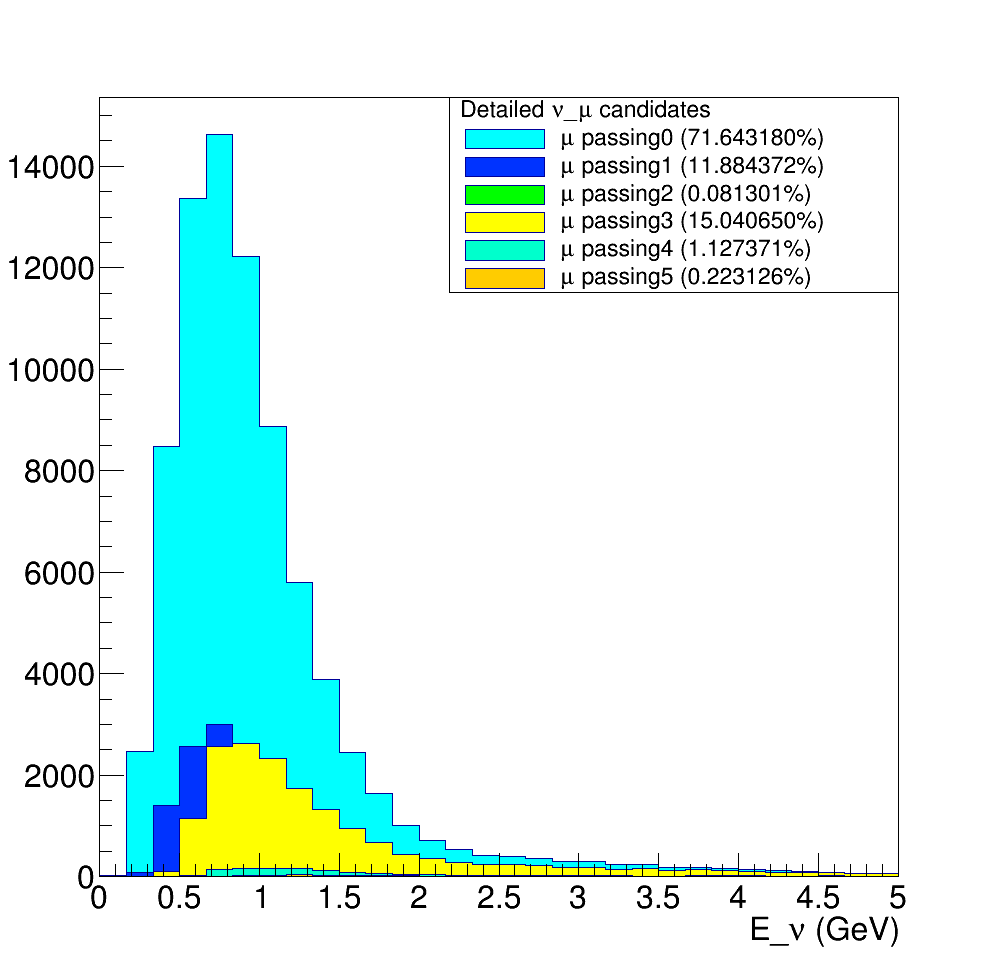 Detailed ν_μ candidates
μ passing0 (71.643180%)
μ passing1 (11.884372%)
μ passing2 (0.081301%)
μ passing3 (15.040650%)
μ passing4 (1.127371%)
μ passing5 (0.223126%)
14000
12000
10000
8000
6000
4000
2000
0
0 0.5 1 1.5 2 2.5 3 3.5 4 4.5 5
E_ν (GeV)